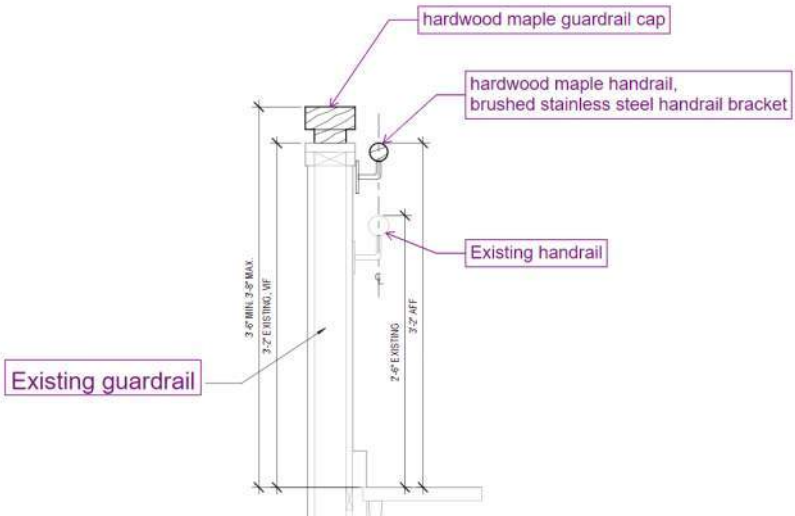 hardwood maple guardrail cap
hardwood maple handrail,
brushed stainless steel handrail bracket
Existing handrail
Existing guardrail
3'-6" MIN. 3'-8" MAX.
3'-2" EXISTING, VIF
2'-6" EXISTING
3'-2" AFF